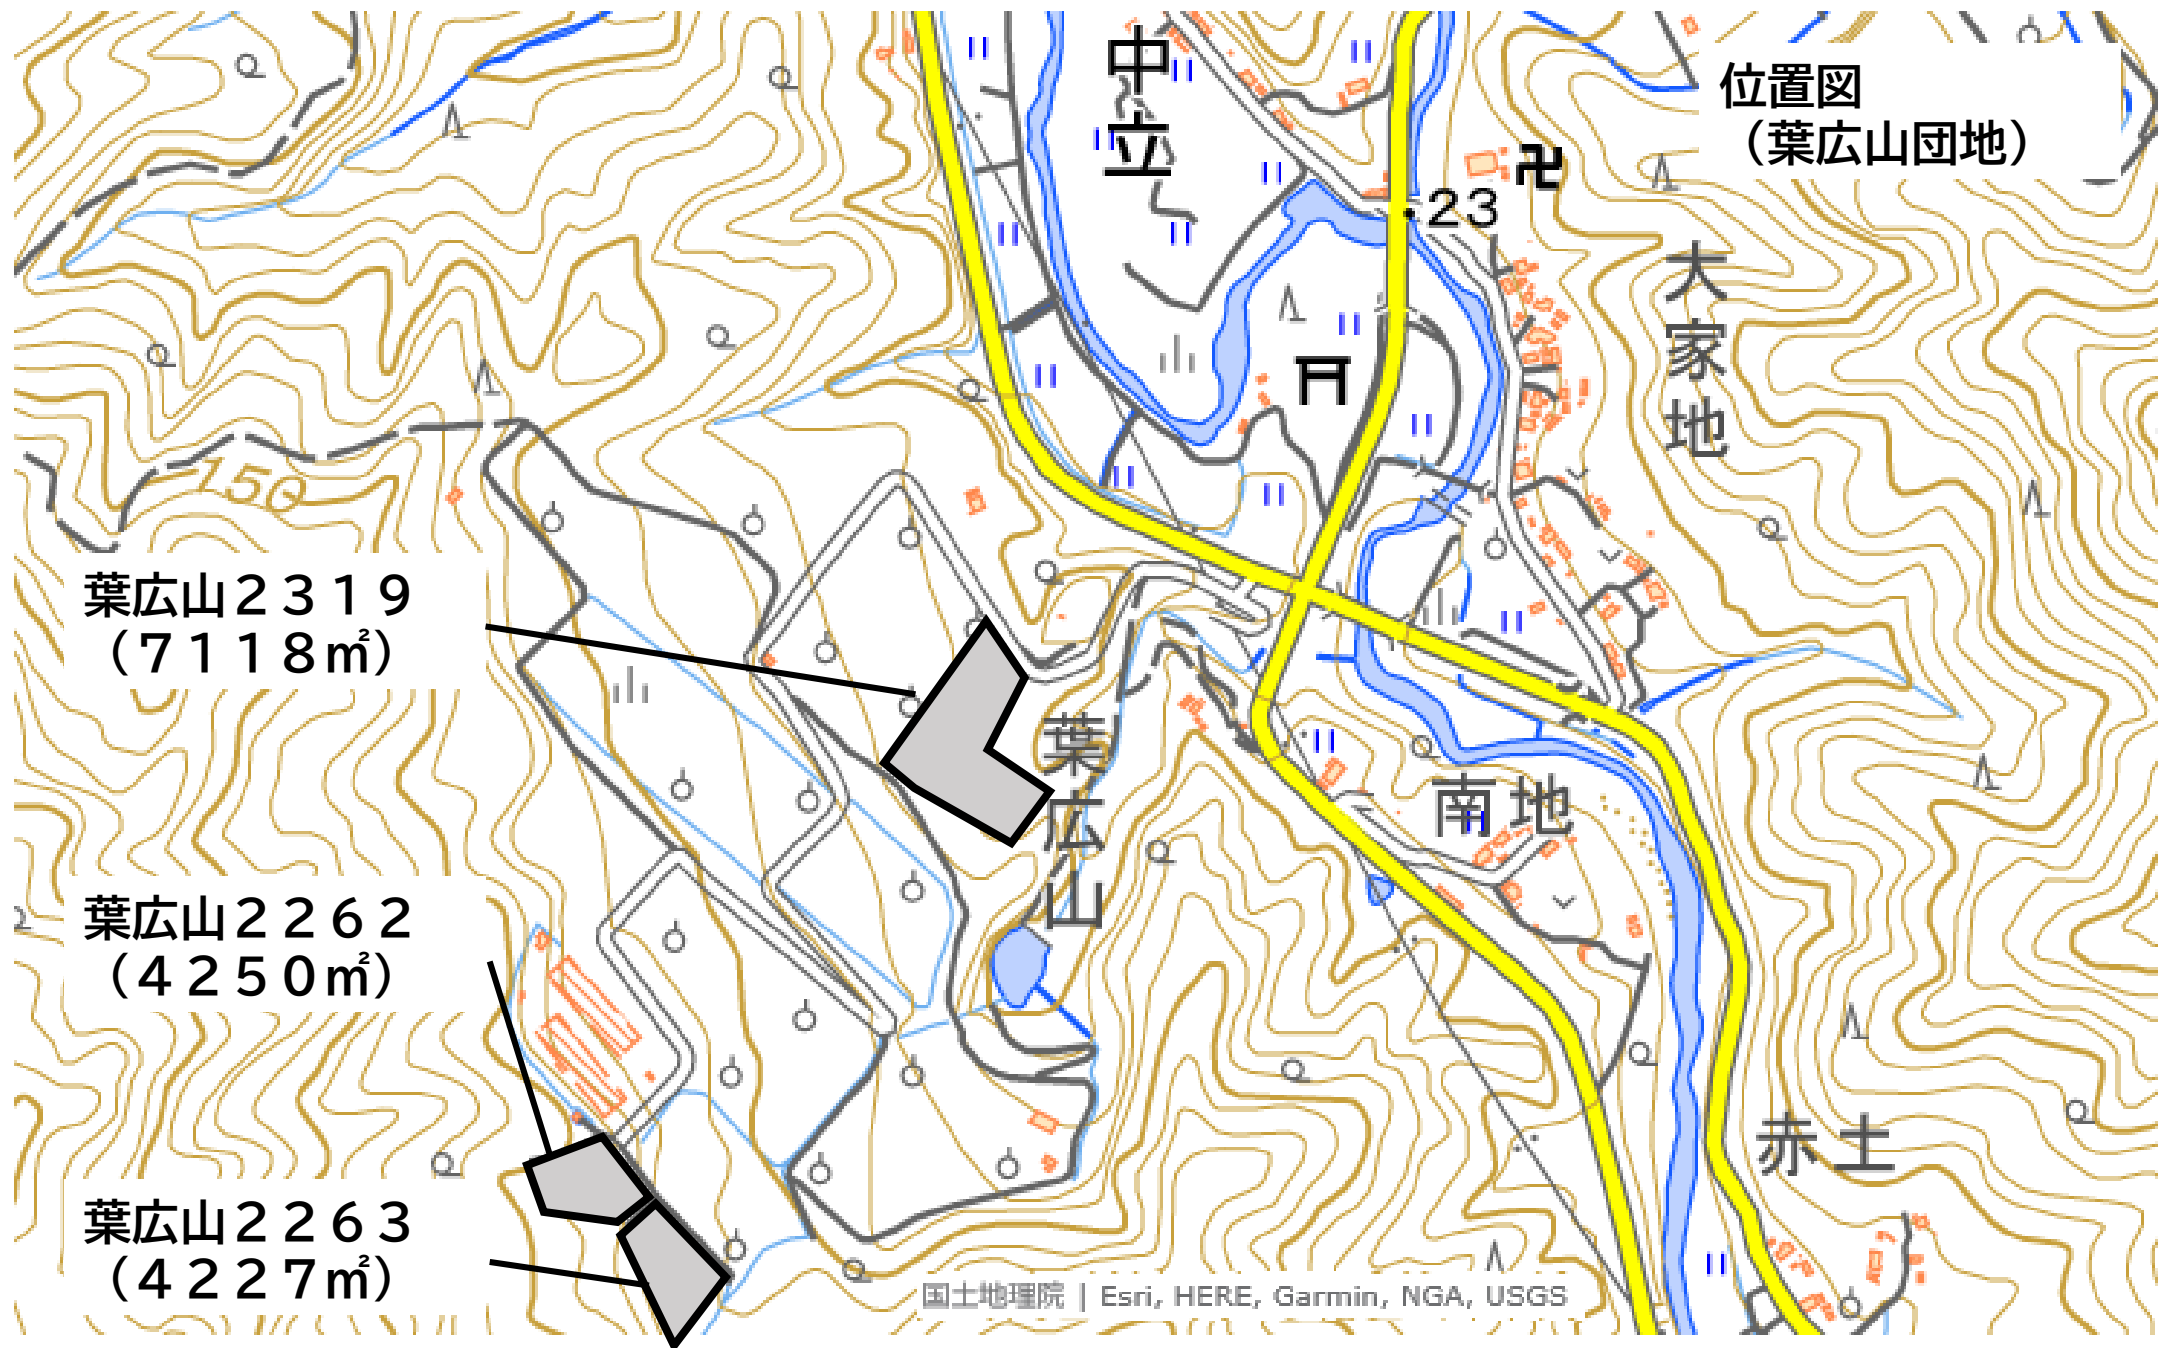 位置図
（葉広山団地）
中立
.23
大家地
150
葉広山２３１９
（７１１８㎡）
葉広山
南地
葉広山２２６２
（４２５０㎡）
赤土
葉広山２２６３
（４２２７㎡）
国土地理院 | Esri, HERE, Garmin, NGA, USGS